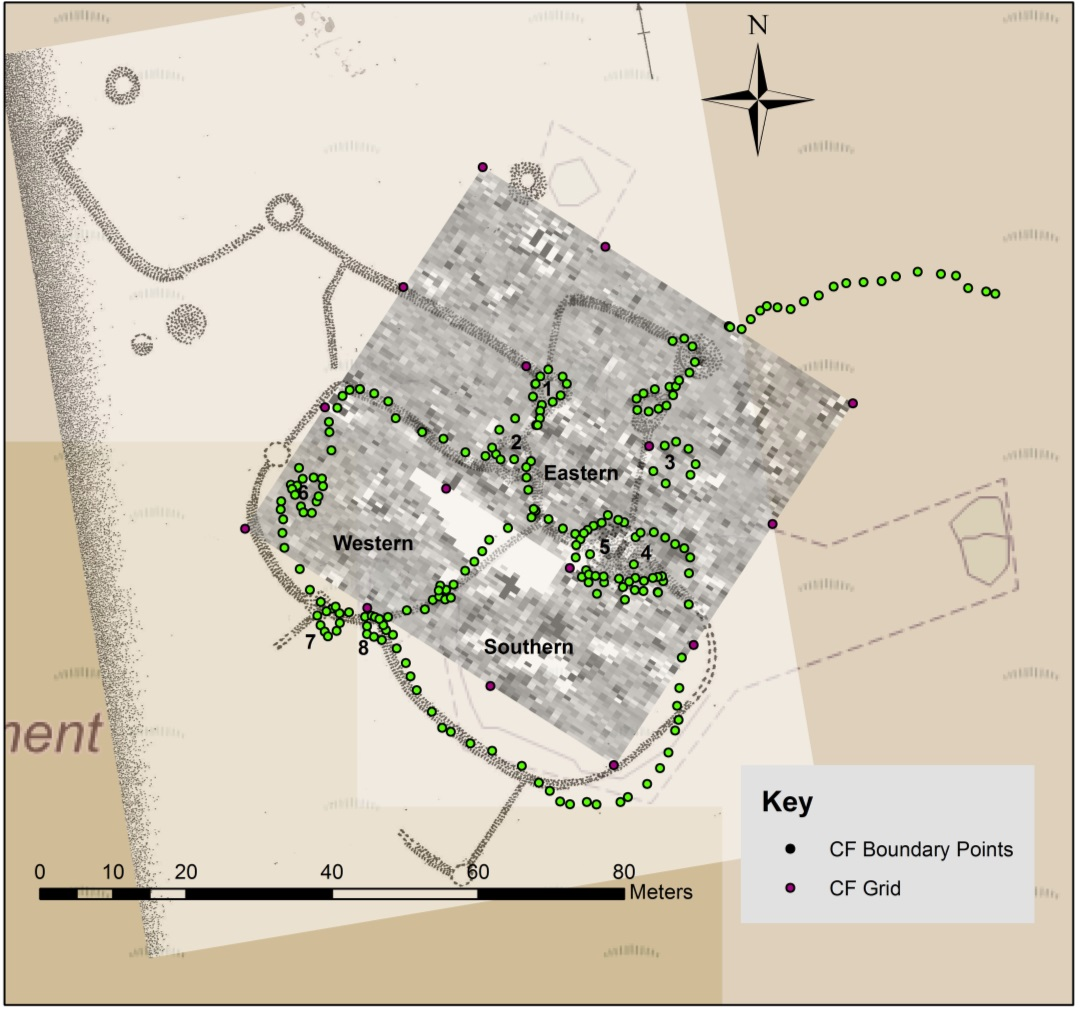 N
1
2
Eastern
3
6
Western
5
4
7
8
Southern
ment
Key
CF Boundary Points
CF Grid
0 10 20 40 60 80
Meters